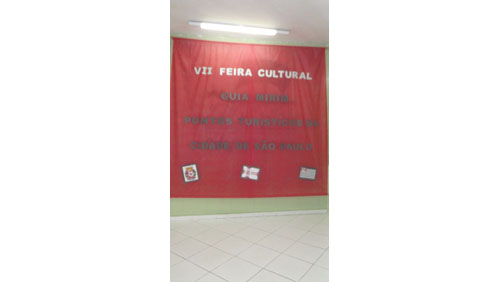 VII FEIRA CULTURAL
GUIA MIRIM
PONTOS TURÍSTICOS DA
CIDADE DE SÃO PAULO